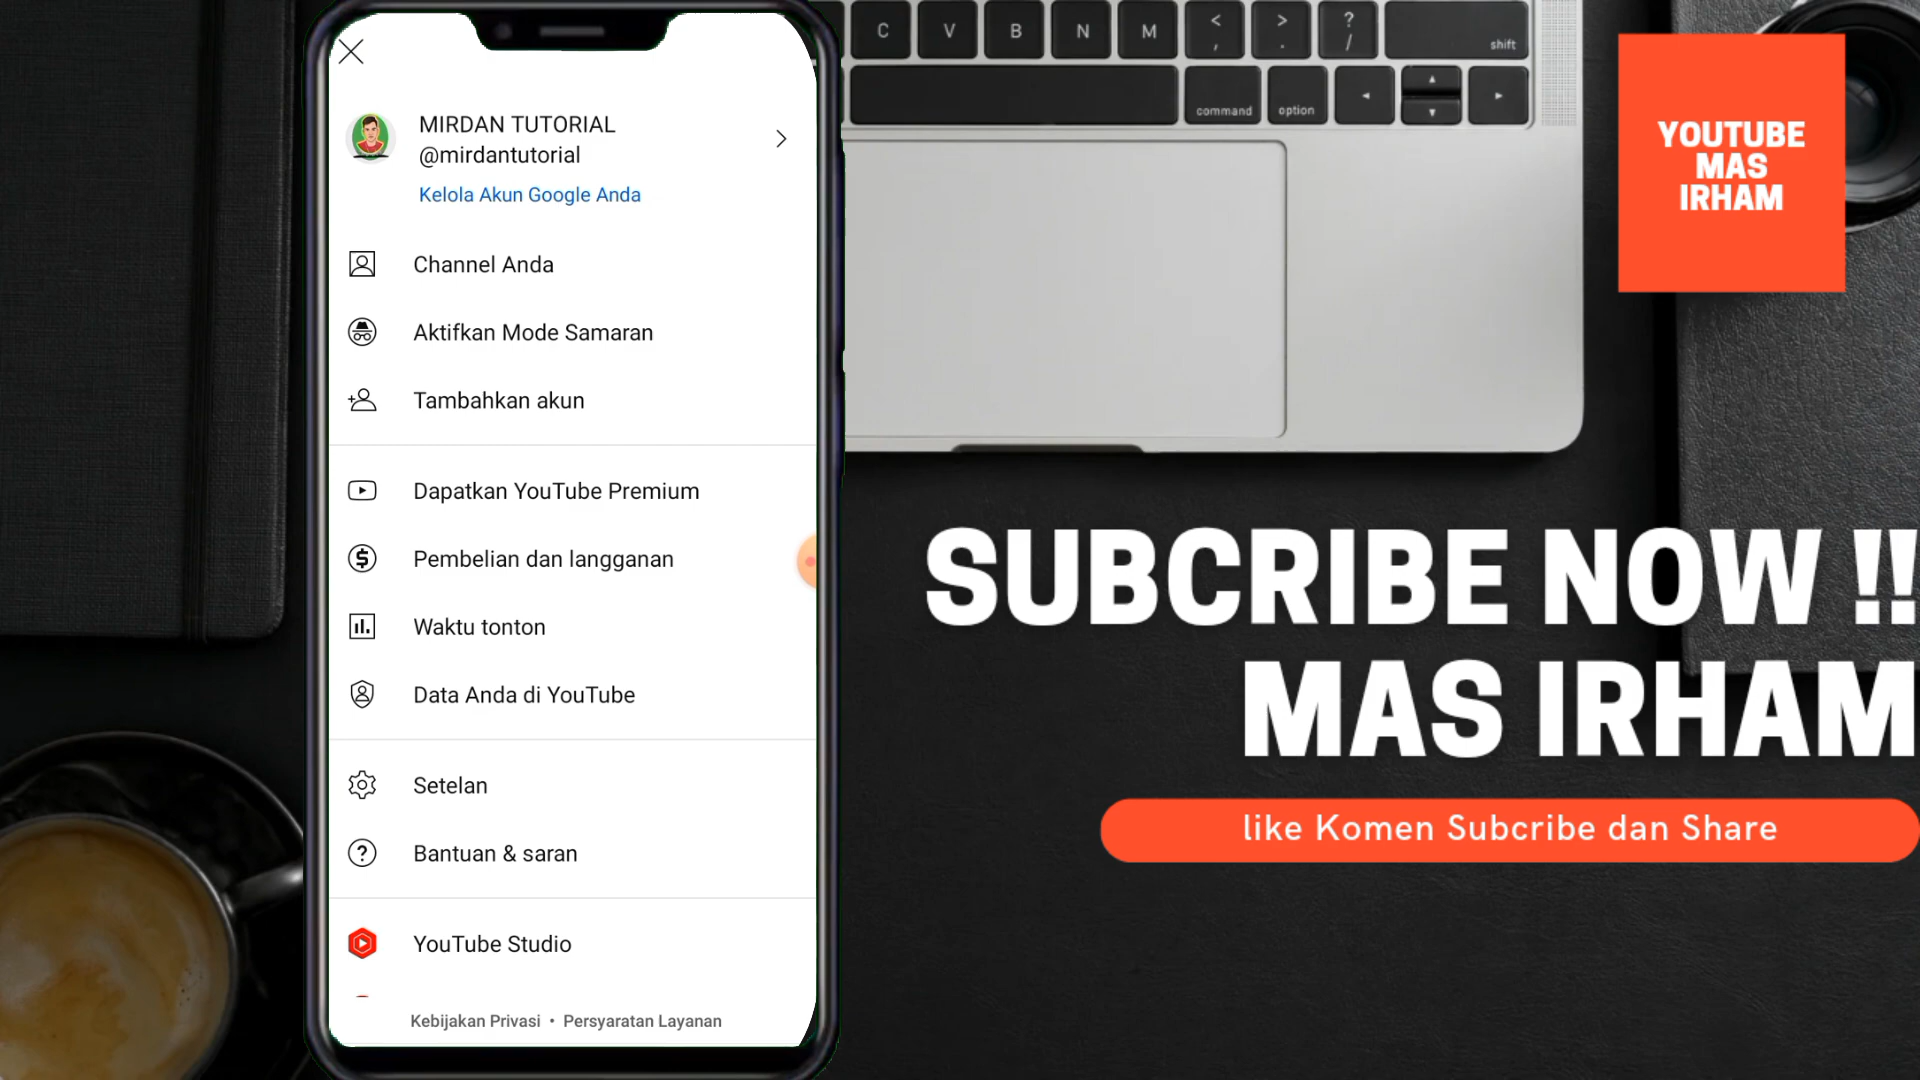 MIRDAN TUTORIAL
@mirdantutorial
Kelola Akun Google Anda
Channel Anda
Aktifkan Mode Samaran
Tambahkan akun
Dapatkan YouTube Premium
Pembelian dan langganan
Waktu tonton
Data Anda di YouTube
Setelan
Bantuan & saran
YouTube Studio
Kebijakan Privasi • Persyaratan Layanan
C V B N M < , > . ? / shift
command option
YOUTUBE
MAS
IRHAM
SUBCRIBE NOW !!
MAS IRHAM
like Komen Subcribe dan Share